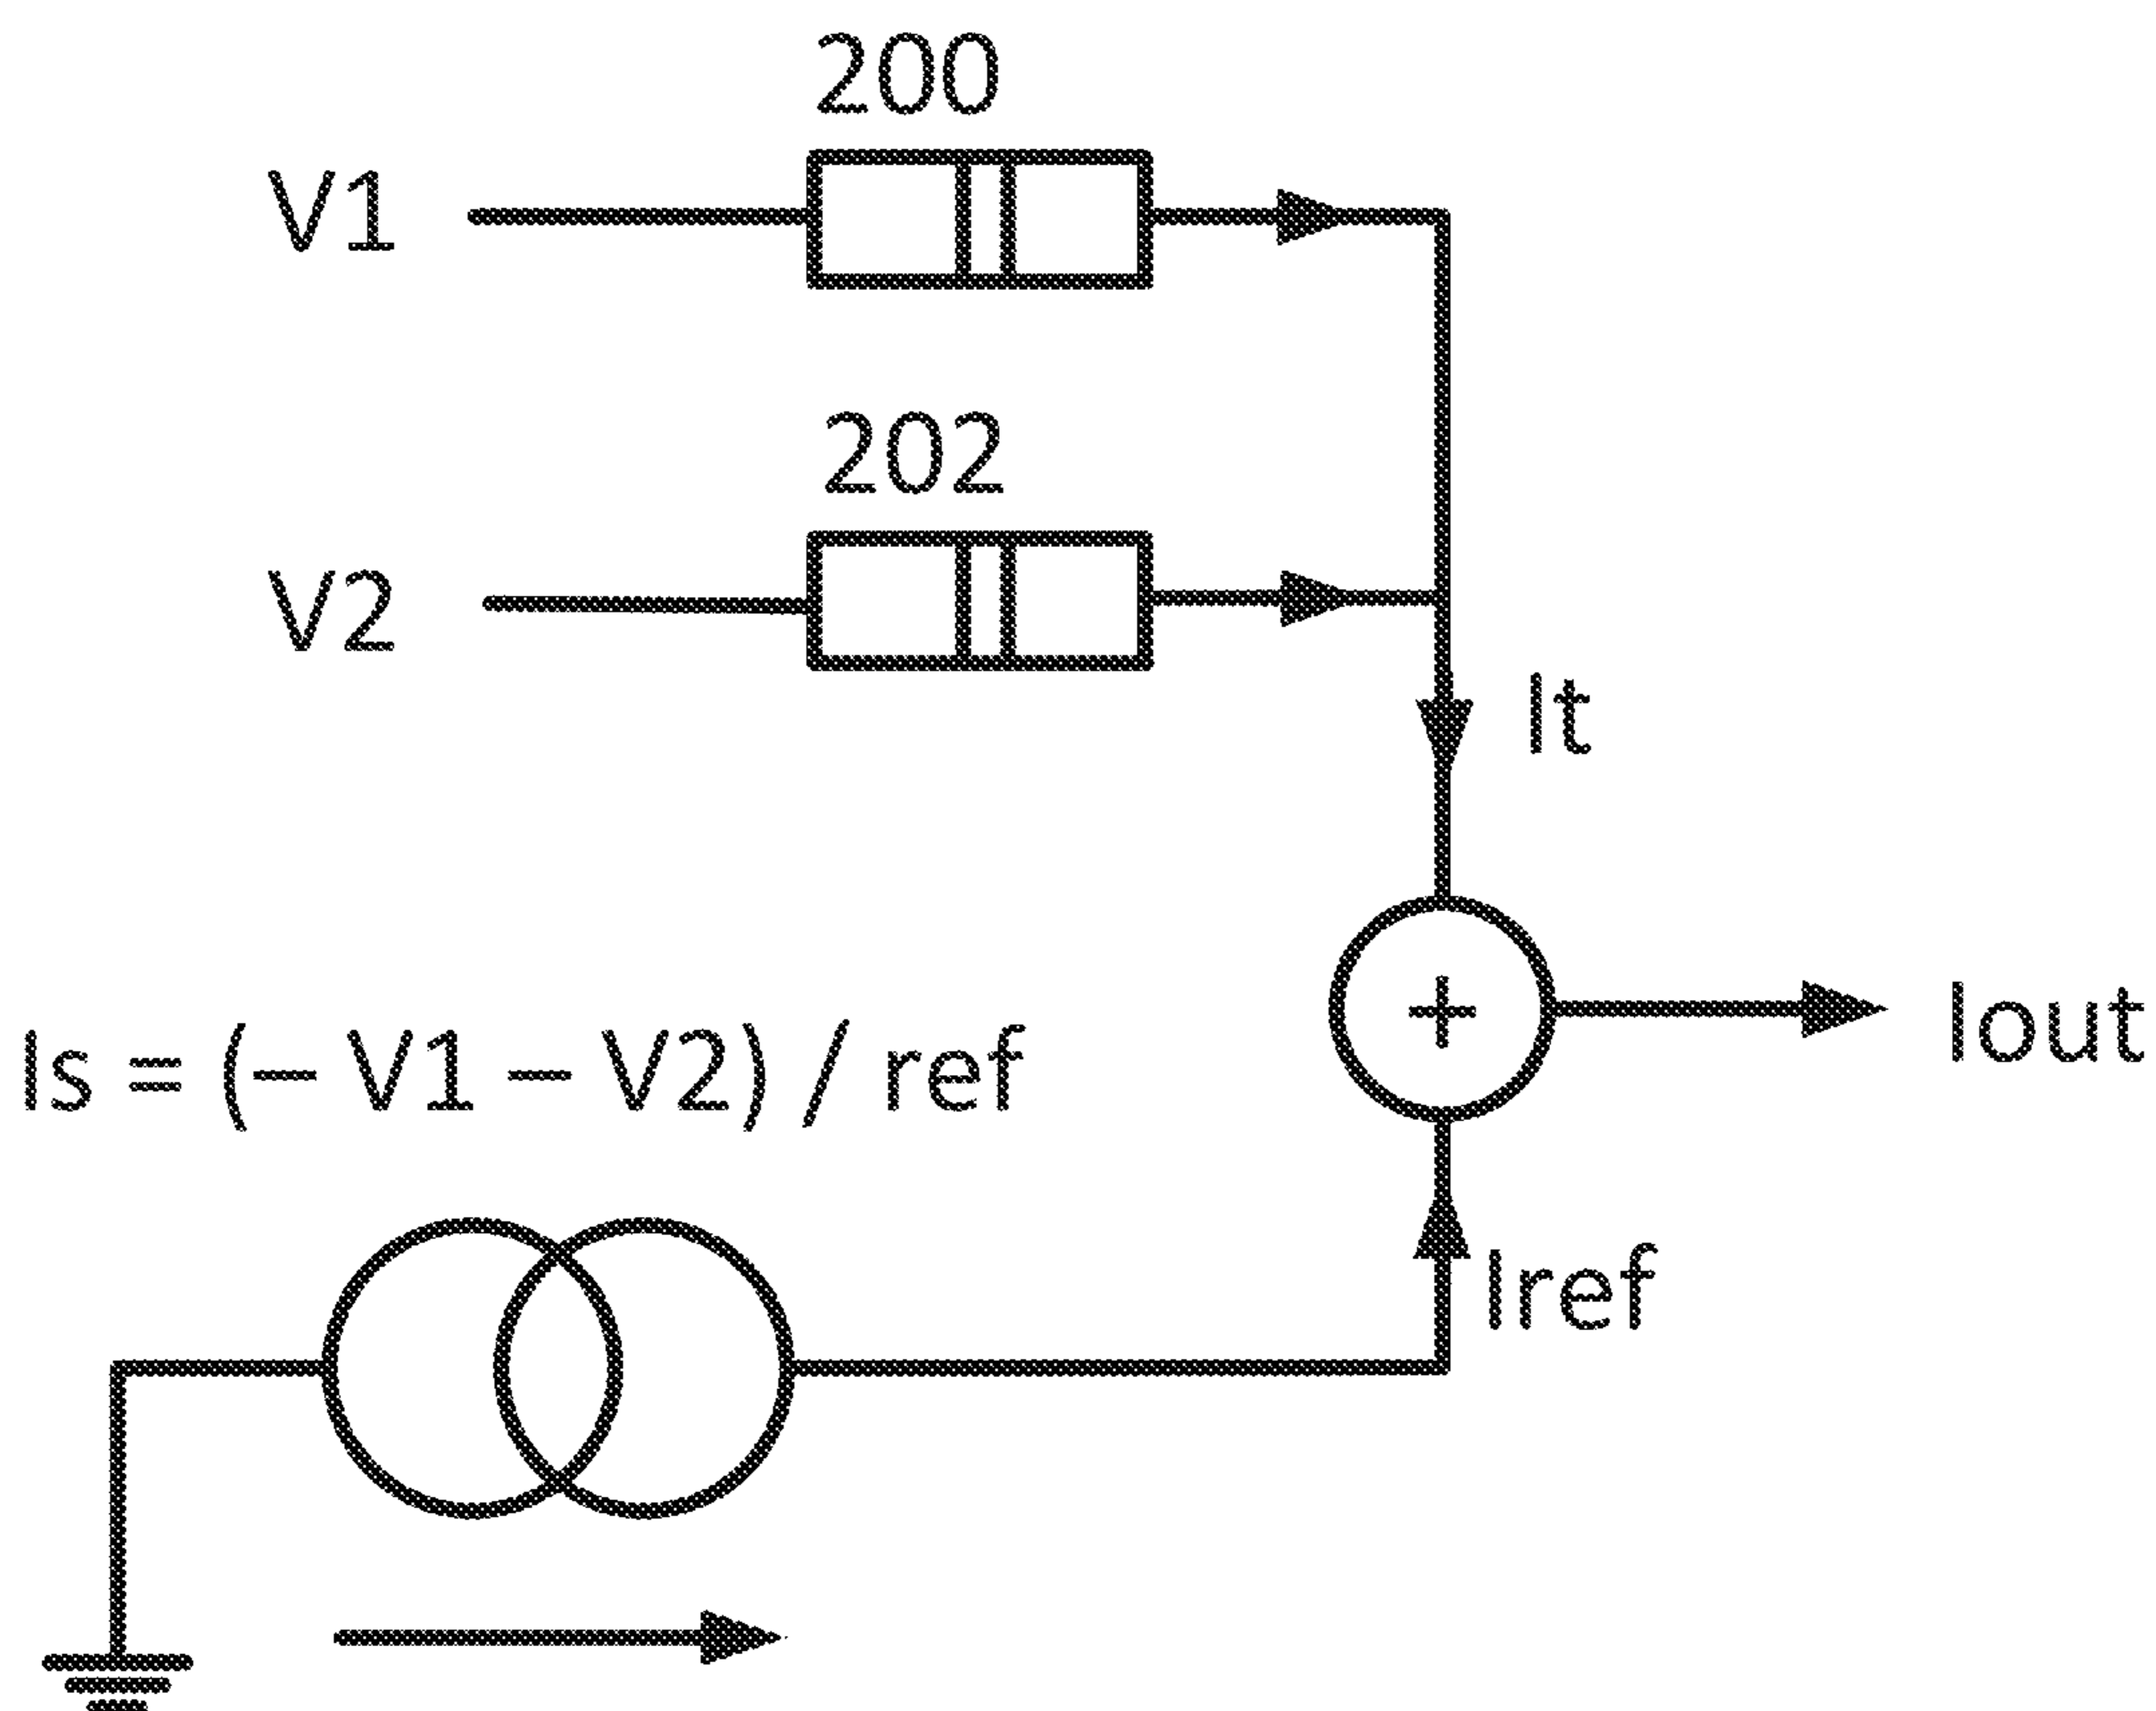 200
V1
202
V2
It
+
Iout
Is = (– V1 – V2) / ref
Iref